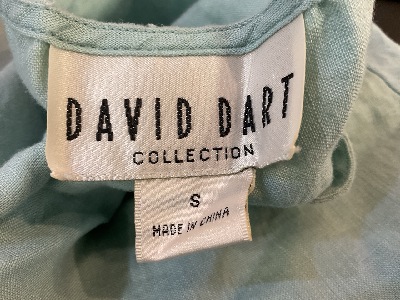 DAVID DART
COLLECTION
S
MADE IN CHINA